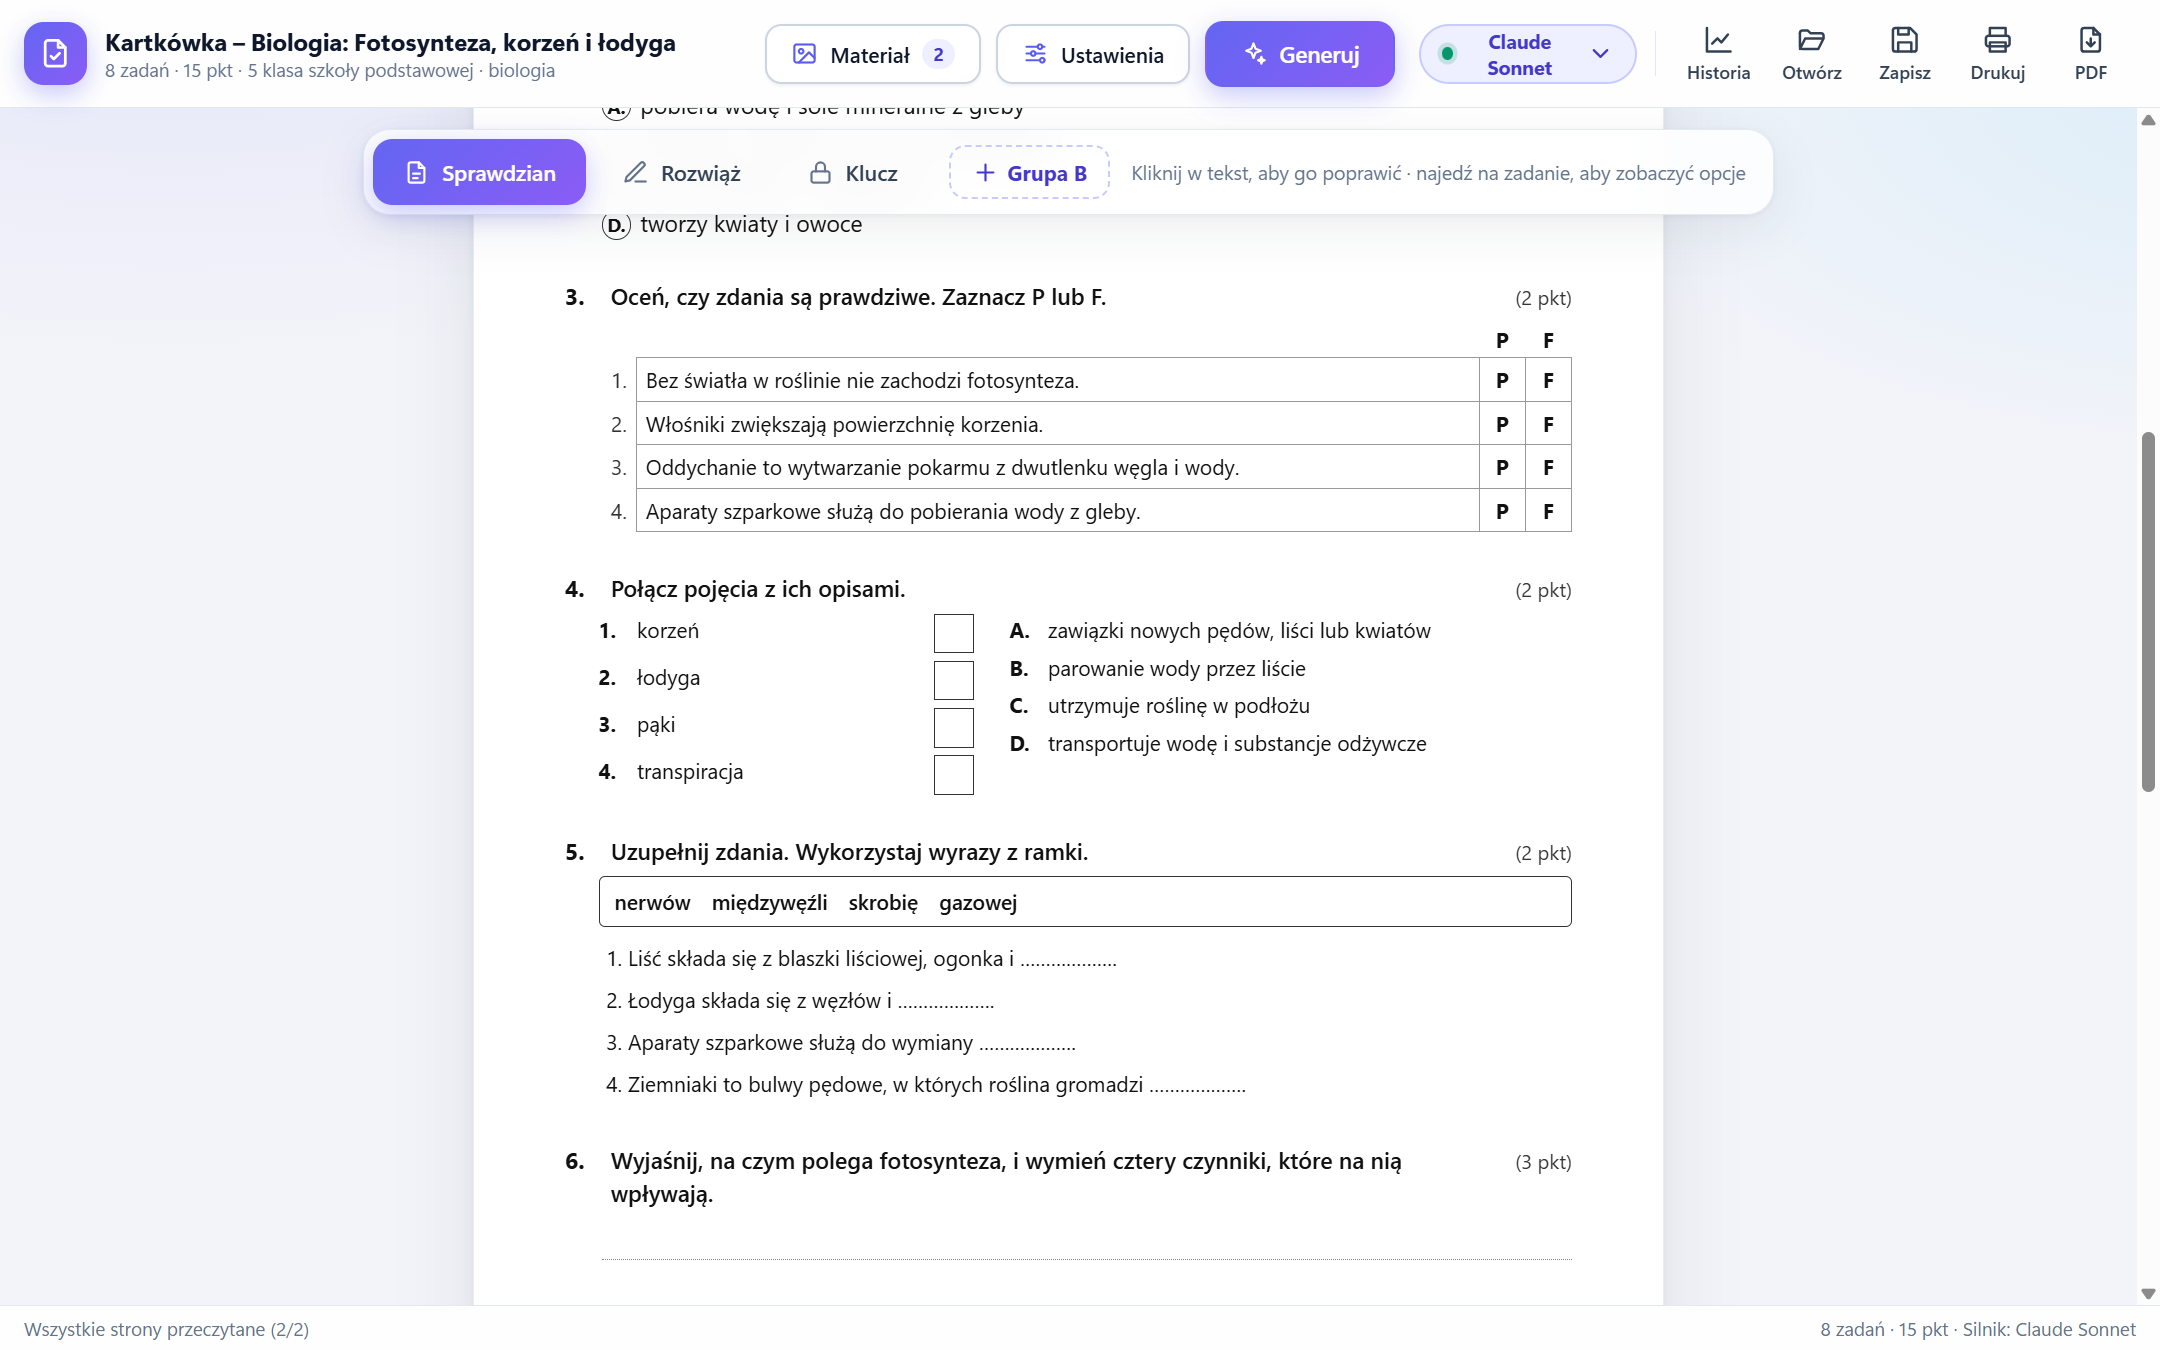 Kartkówka – Biologia: Fotosynteza, korzeń i łodyga
8 zadań · 15 pkt · 5 klasa szkoły podstawowej · biologia
Materiał 2
Ustawienia
Generuj
Claude
Sonnet
Historia
Otwórz
Zapisz
Drukuj
PDF
A. pobiera wodę i sole mineralne z gleby
Sprawdzian
Rozwiąż
Klucz
+ Grupa B
Kliknij w tekst, aby go poprawić · najedź na zadanie, aby zobaczyć opcje
D. tworzy kwiaty i owoce
3. Oceń, czy zdania są prawdziwe. Zaznacz P lub F. (2 pkt)
P F
1. Bez światła w roślinie nie zachodzi fotosynteza. P F
2. Włośniki zwiększają powierzchnię korzenia. P F
3. Oddychanie to wytwarzanie pokarmu z dwutlenku węgla i wody. P F
4. Aparaty szparkowe służą do pobierania wody z gleby. P F
4. Połącz pojęcia z ich opisami. (2 pkt)
1. korzeń
2. łodyga
3. pąki
4. transpiracja
A. zawiązki nowych pędów, liści lub kwiatów
B. parowanie wody przez liście
C. utrzymuje roślinę w podłożu
D. transportuje wodę i substancje odżywcze
5. Uzupełnij zdania. Wykorzystaj wyrazy z ramki. (2 pkt)
nerwów międzywęźli skrobię gazowej
1. Liść składa się z blaszki liściowej, ogonka i ...................
2. Łodyga składa się z węzłów i ...................
3. Aparaty szparkowe służą do wymiany ...................
4. Ziemniaki to bulwy pędowe, w których roślina gromadzi ...................
6. Wyjaśnij, na czym polega fotosynteza, i wymień cztery czynniki, które na nią (3 pkt)
wpływają.
Wszystkie strony przeczytane (2/2)
8 zadań · 15 pkt · Silnik: Claude Sonnet